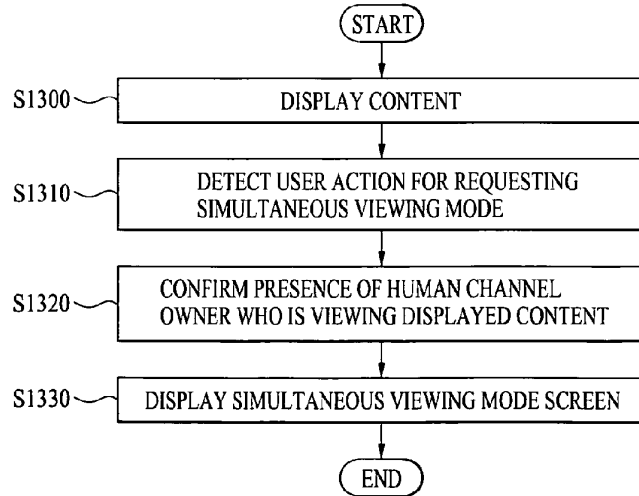 START
S1300
DISPLAY CONTENT
S1310
DETECT USER ACTION FOR REQUESTING
SIMULTANEOUS VIEWING MODE
S1320
CONFIRM PRESENCE OF HUMAN CHANNEL
OWNER WHO IS VIEWING DISPLAYED CONTENT
S1330
DISPLAY SIMULTANEOUS VIEWING MODE SCREEN
END